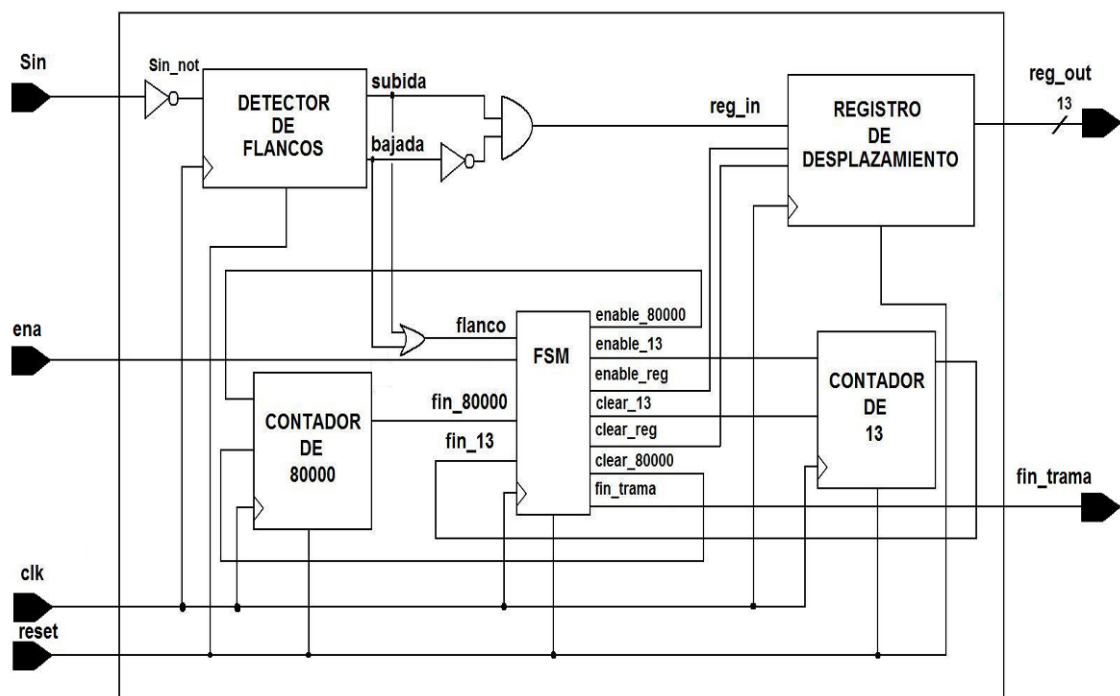 Sin
Sin_not
DETECTOR
DE
FLANCOS
subida
bajada
reg_in
REGISTRO
DE
DESPLAZAMIENTO
reg_out
13
ena
flanco
FSM
enable_80000
enable_13
enable_reg
clear_13
clear_reg
clear_80000
fin_trama
CONTADOR
DE
80000
fin_80000
fin_13
CONTADOR
DE
13
fin_trama
clk
reset